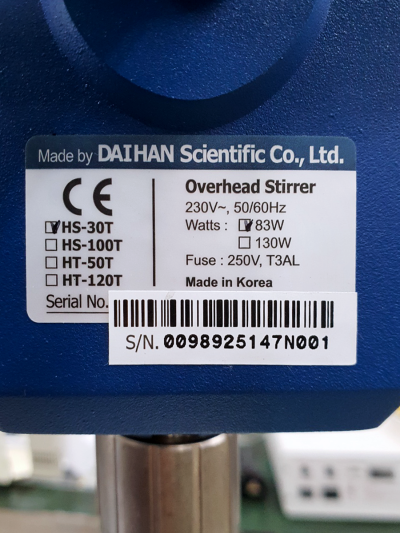 Made by DAIHAN Scientific Co., Ltd.
CE
☑HS-30T
☐HS-100T
☐HT-50T
☐HT-120T
Serial No.
Overhead Stirrer
230V~, 50/60Hz
Watts : ☑83W
☐130W
Fuse : 250V, T3AL
Made in Korea
S/N. 0098925147N001